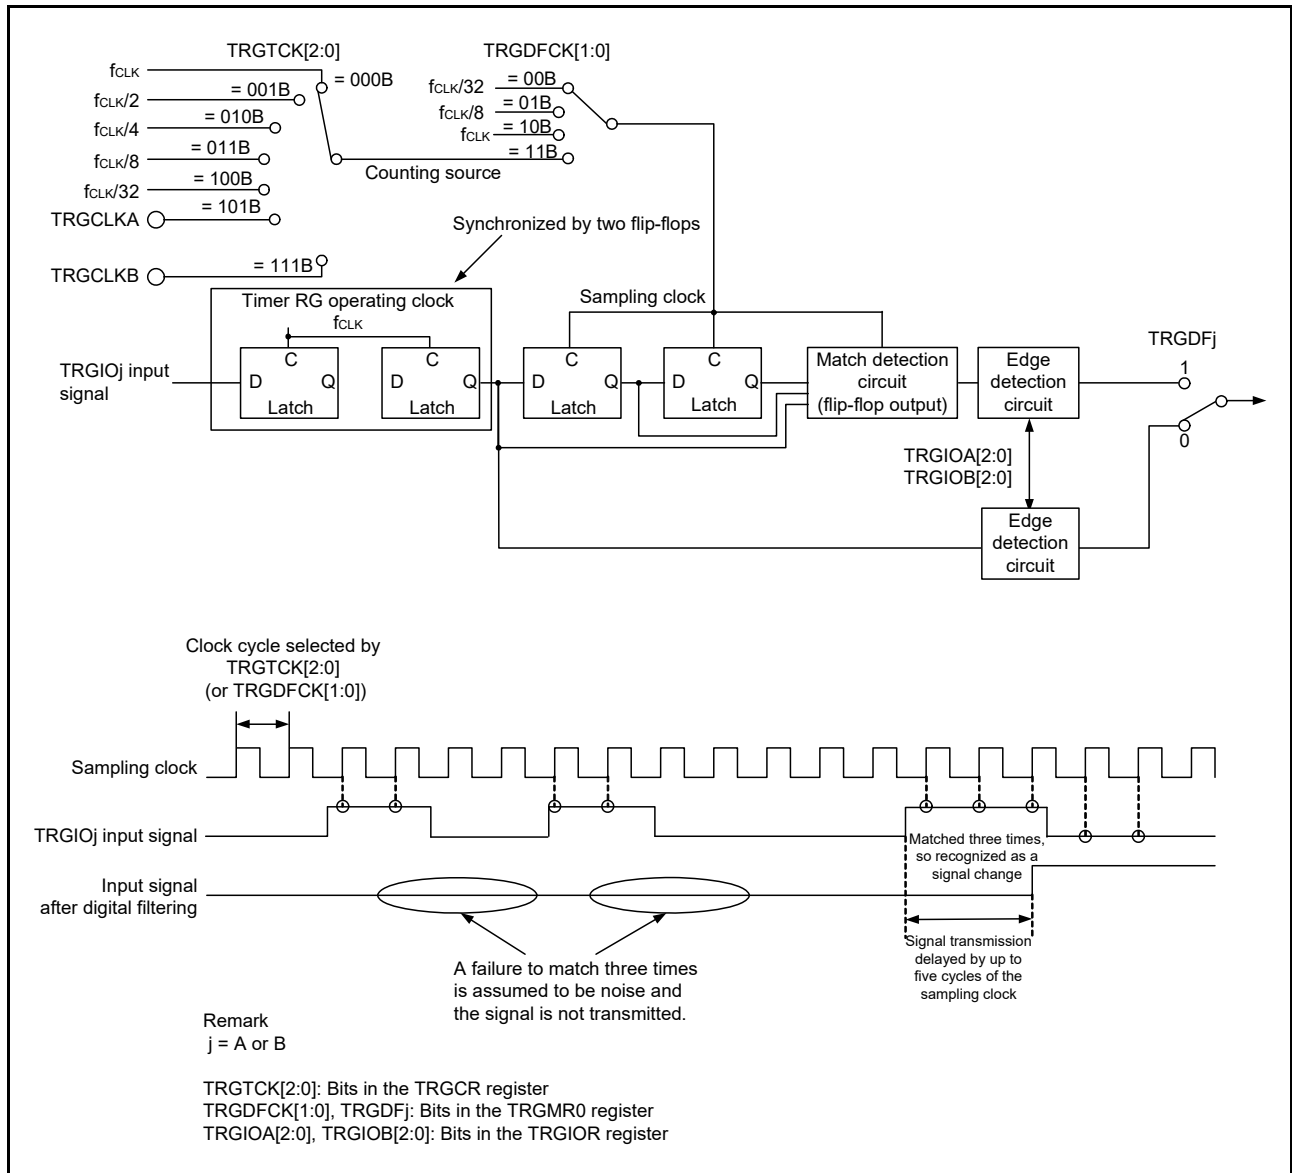 TRGTCK[2:0]
TRGDFCK[1:0]
fCLK
= 000B
fCLK/2
= 001B
fCLK/4
= 010B
fCLK/8
= 011B
fCLK/32
= 100B
TRGCLKA
= 101B
TRGCLKB
= 111B
fCLK/32
= 00B
fCLK/8
= 01B
fCLK
= 10B
= 11B
Counting source
Synchronized by two flip-flops
Timer RG operating clock
fCLK
Sampling clock
TRGIOj input
signal
C
D
Q
Latch
C
D
Q
Latch
C
D
Q
Latch
C
D
Q
Latch
Match detection
circuit
(flip-flop output)
Edge
detection
circuit
TRGDFj
1
0
TRGIOA[2:0]
TRGIOB[2:0]
Edge
detection
circuit
Clock cycle selected by
TRGTCK[2:0]
(or TRGDFCK[1:0])
Sampling clock
TRGIOj input signal
Matched three times,
so recognized as a
signal change
Input signal
after digital filtering
Signal transmission
delayed by up to
five cycles of the
sampling clock
A failure to match three times
is assumed to be noise and
the signal is not transmitted.
Remark
j = A or B
TRGTCK[2:0]: Bits in the TRGCR register
TRGDFCK[1:0], TRGDFj: Bits in the TRGMR0 register
TRGIOA[2:0], TRGIOB[2:0]: Bits in the TRGIOR register